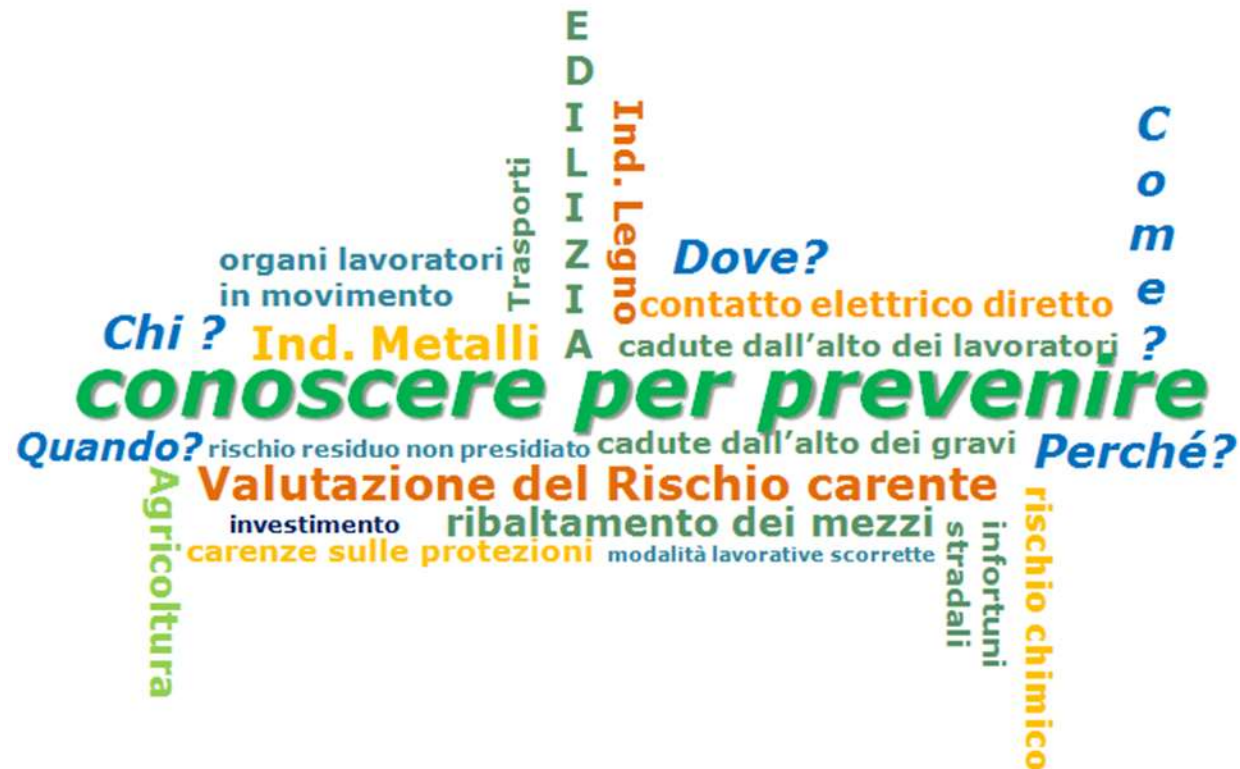 EDILIZIA
Ind. Legno
Come?
Trasporti
organi lavoratori
in movimento
Dove?
contatto elettrico diretto
Chi ?
Ind. Metalli
cadute dall'alto dei lavoratori
conoscere per prevenire
Quando?
rischio residuo non presidiato
cadute dall'alto dei gravi
Perché?
Agricoltura
Valutazione del Rischio carente
investimento
ribaltamento dei mezzi
carenze sulle protezioni
modalità lavorative scorrette
infortuni
stradali
rischio chimico